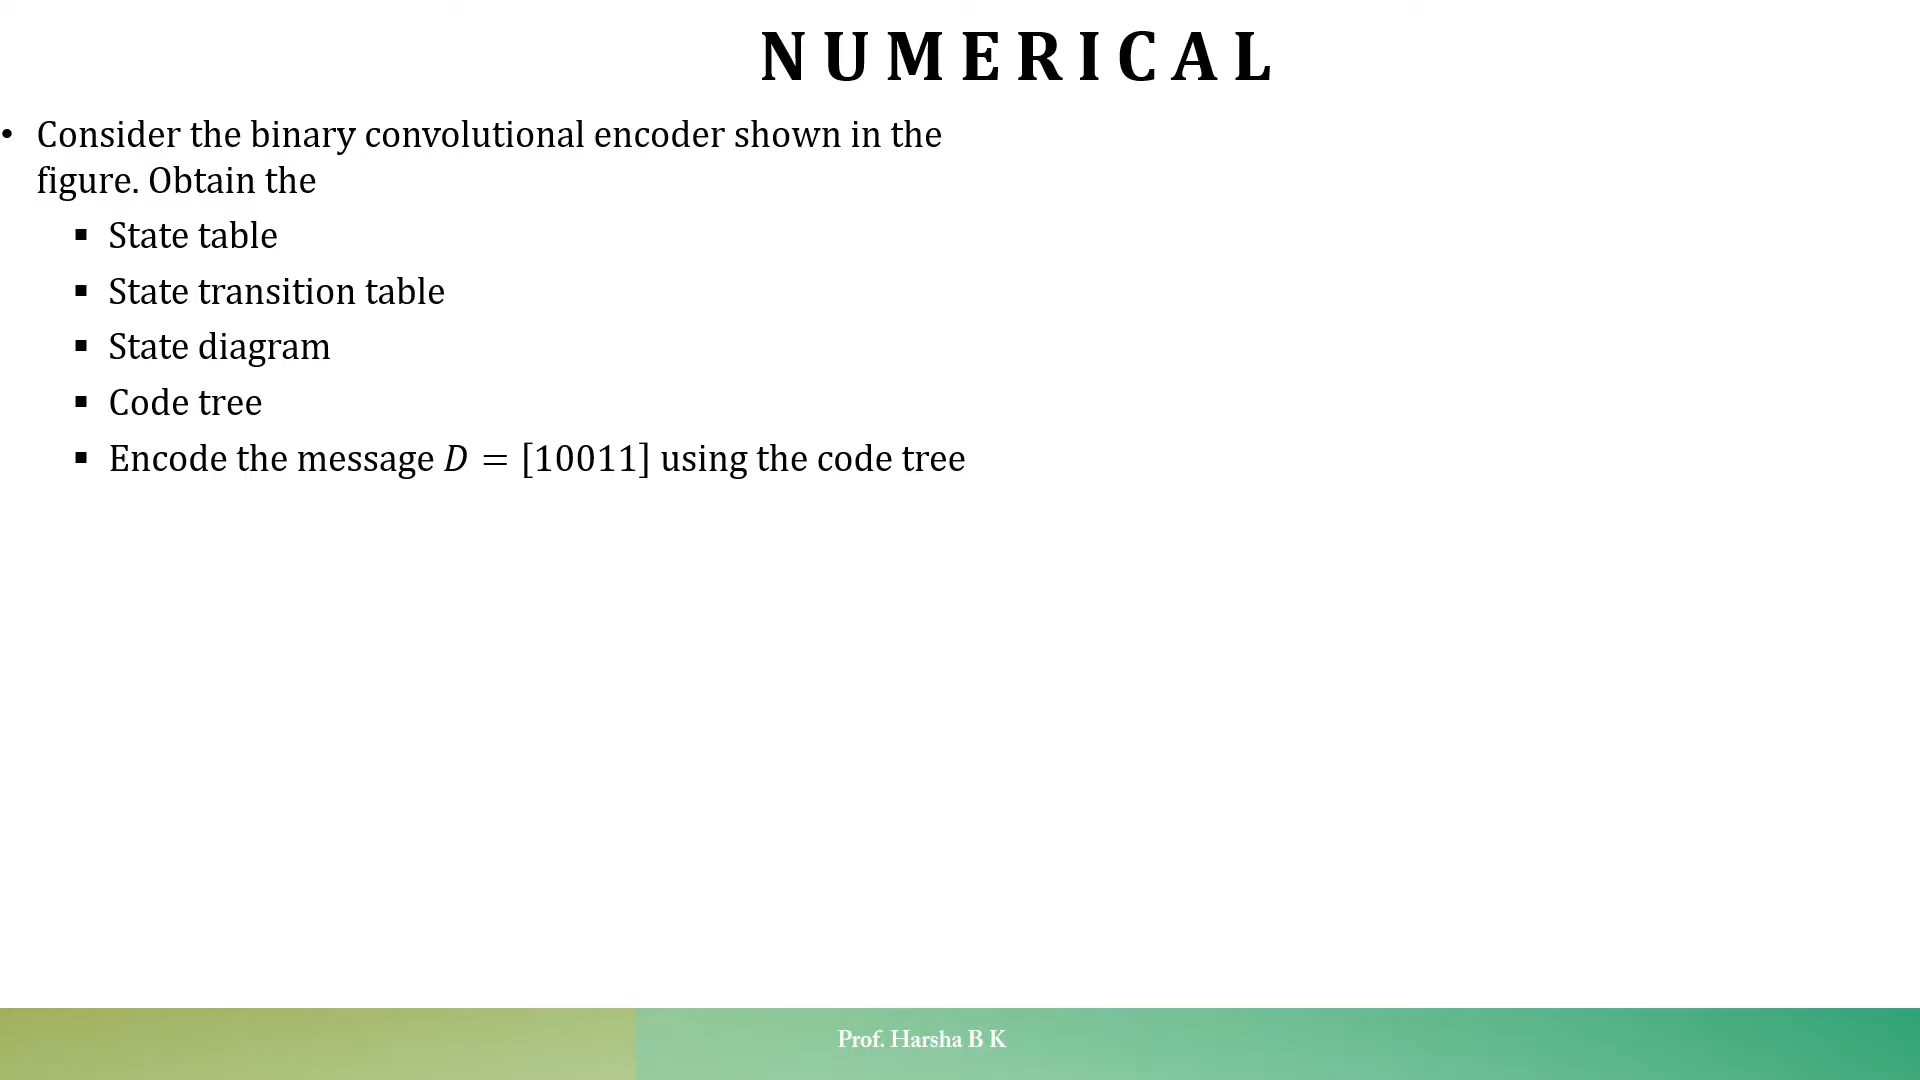 NUMERICAL
• Consider the binary convolutional encoder shown in the
figure. Obtain the
▪ State table
▪ State transition table
▪ State diagram
▪ Code tree
▪ Encode the message D = [10011] using the code tree
Prof. Harsha B K